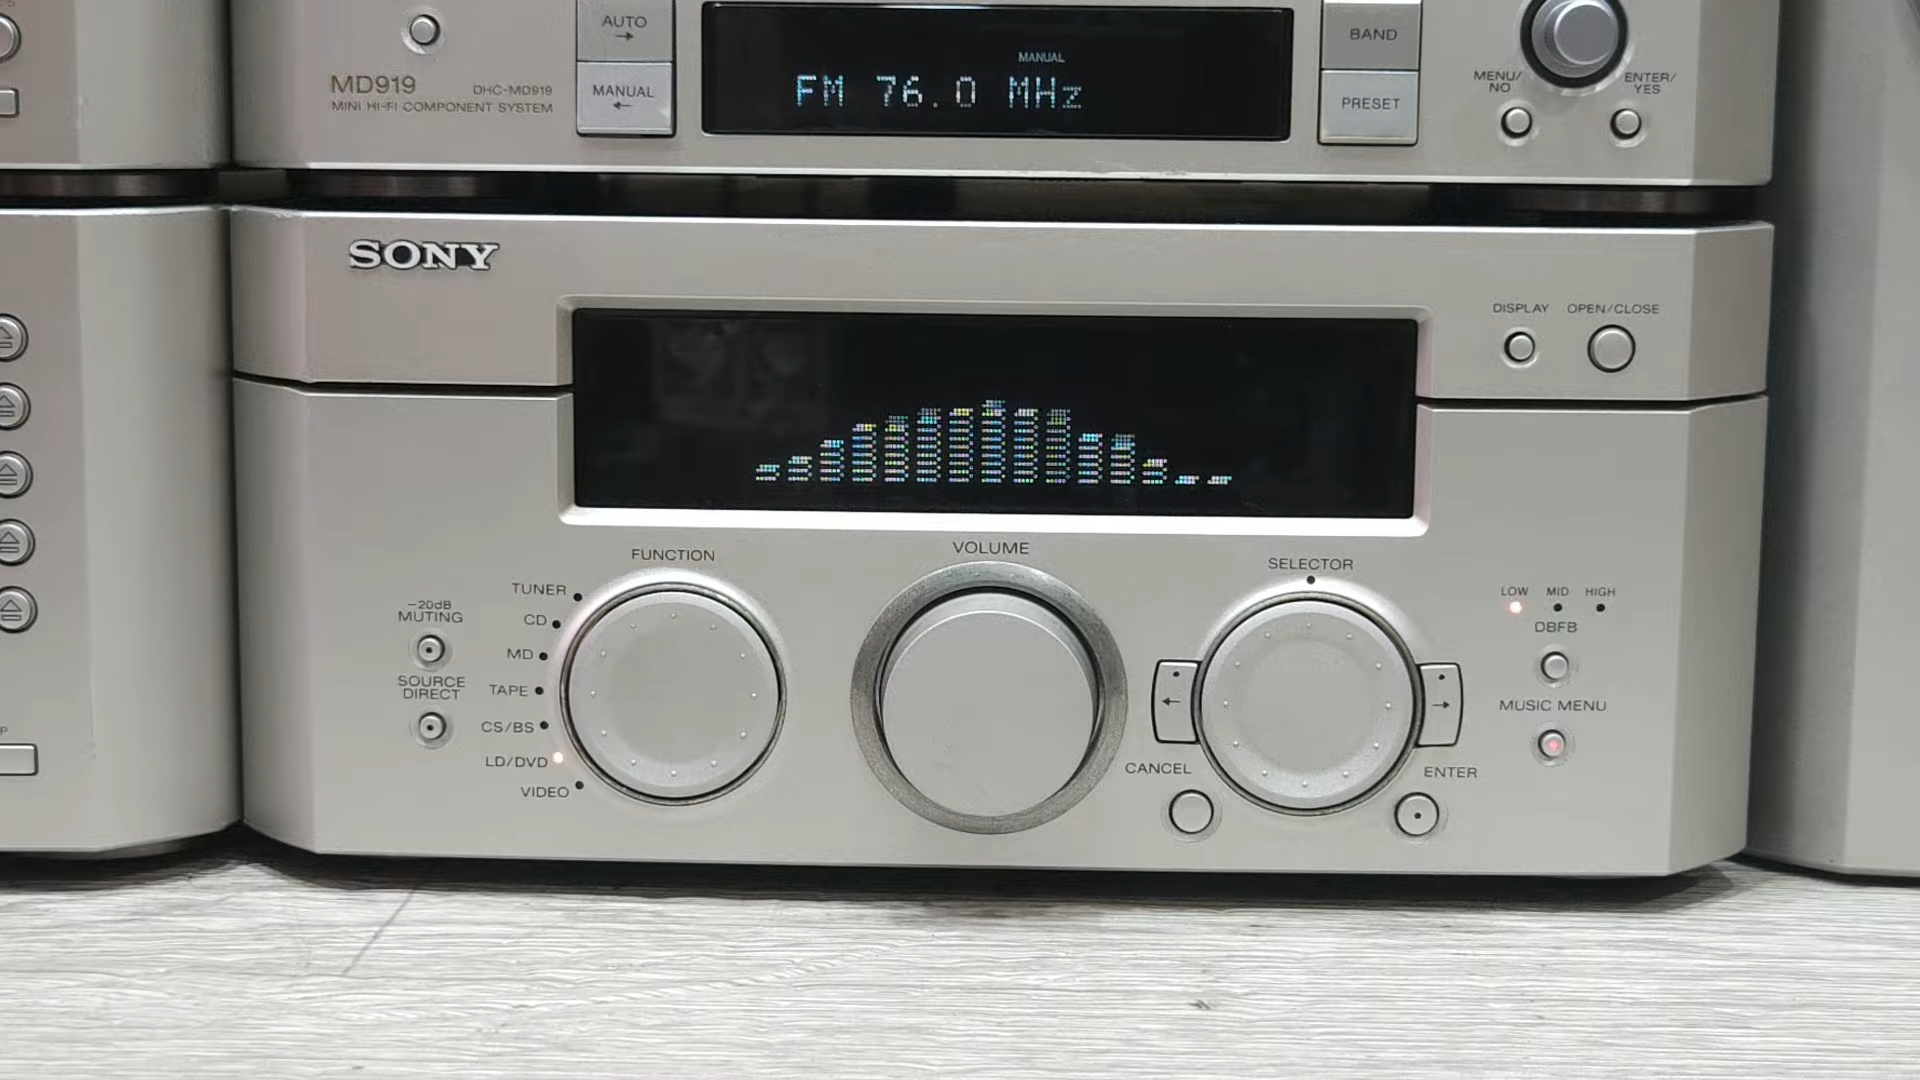 AUTO
MANUAL
MD919
DHC-MD919
MINI HI-FI COMPONENT SYSTEM
MANUAL
FM 76.0 MHz
BAND
PRESET
MENU/
NO
ENTER/
YES
SONY
DISPLAY
OPEN/CLOSE
FUNCTION
VOLUME
SELECTOR
-20dB
MUTING
SOURCE
DIRECT
TUNER
CD
MD
TAPE
CS/BS
LD/DVD
VIDEO
CANCEL
ENTER
LOW MID HIGH
DBFB
MUSIC MENU